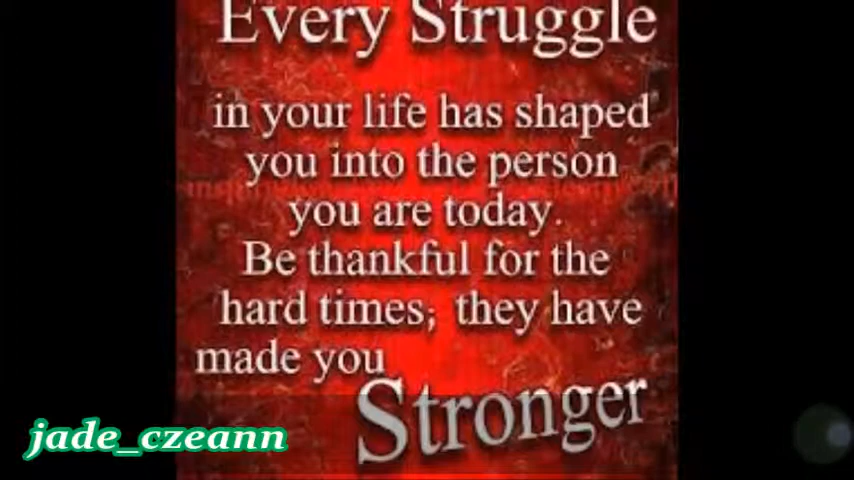 Every Struggle
in your life has shaped
you into the person
you are today.
Be thankful for the
hard times; they have
made you
Stronger
jade_czeann